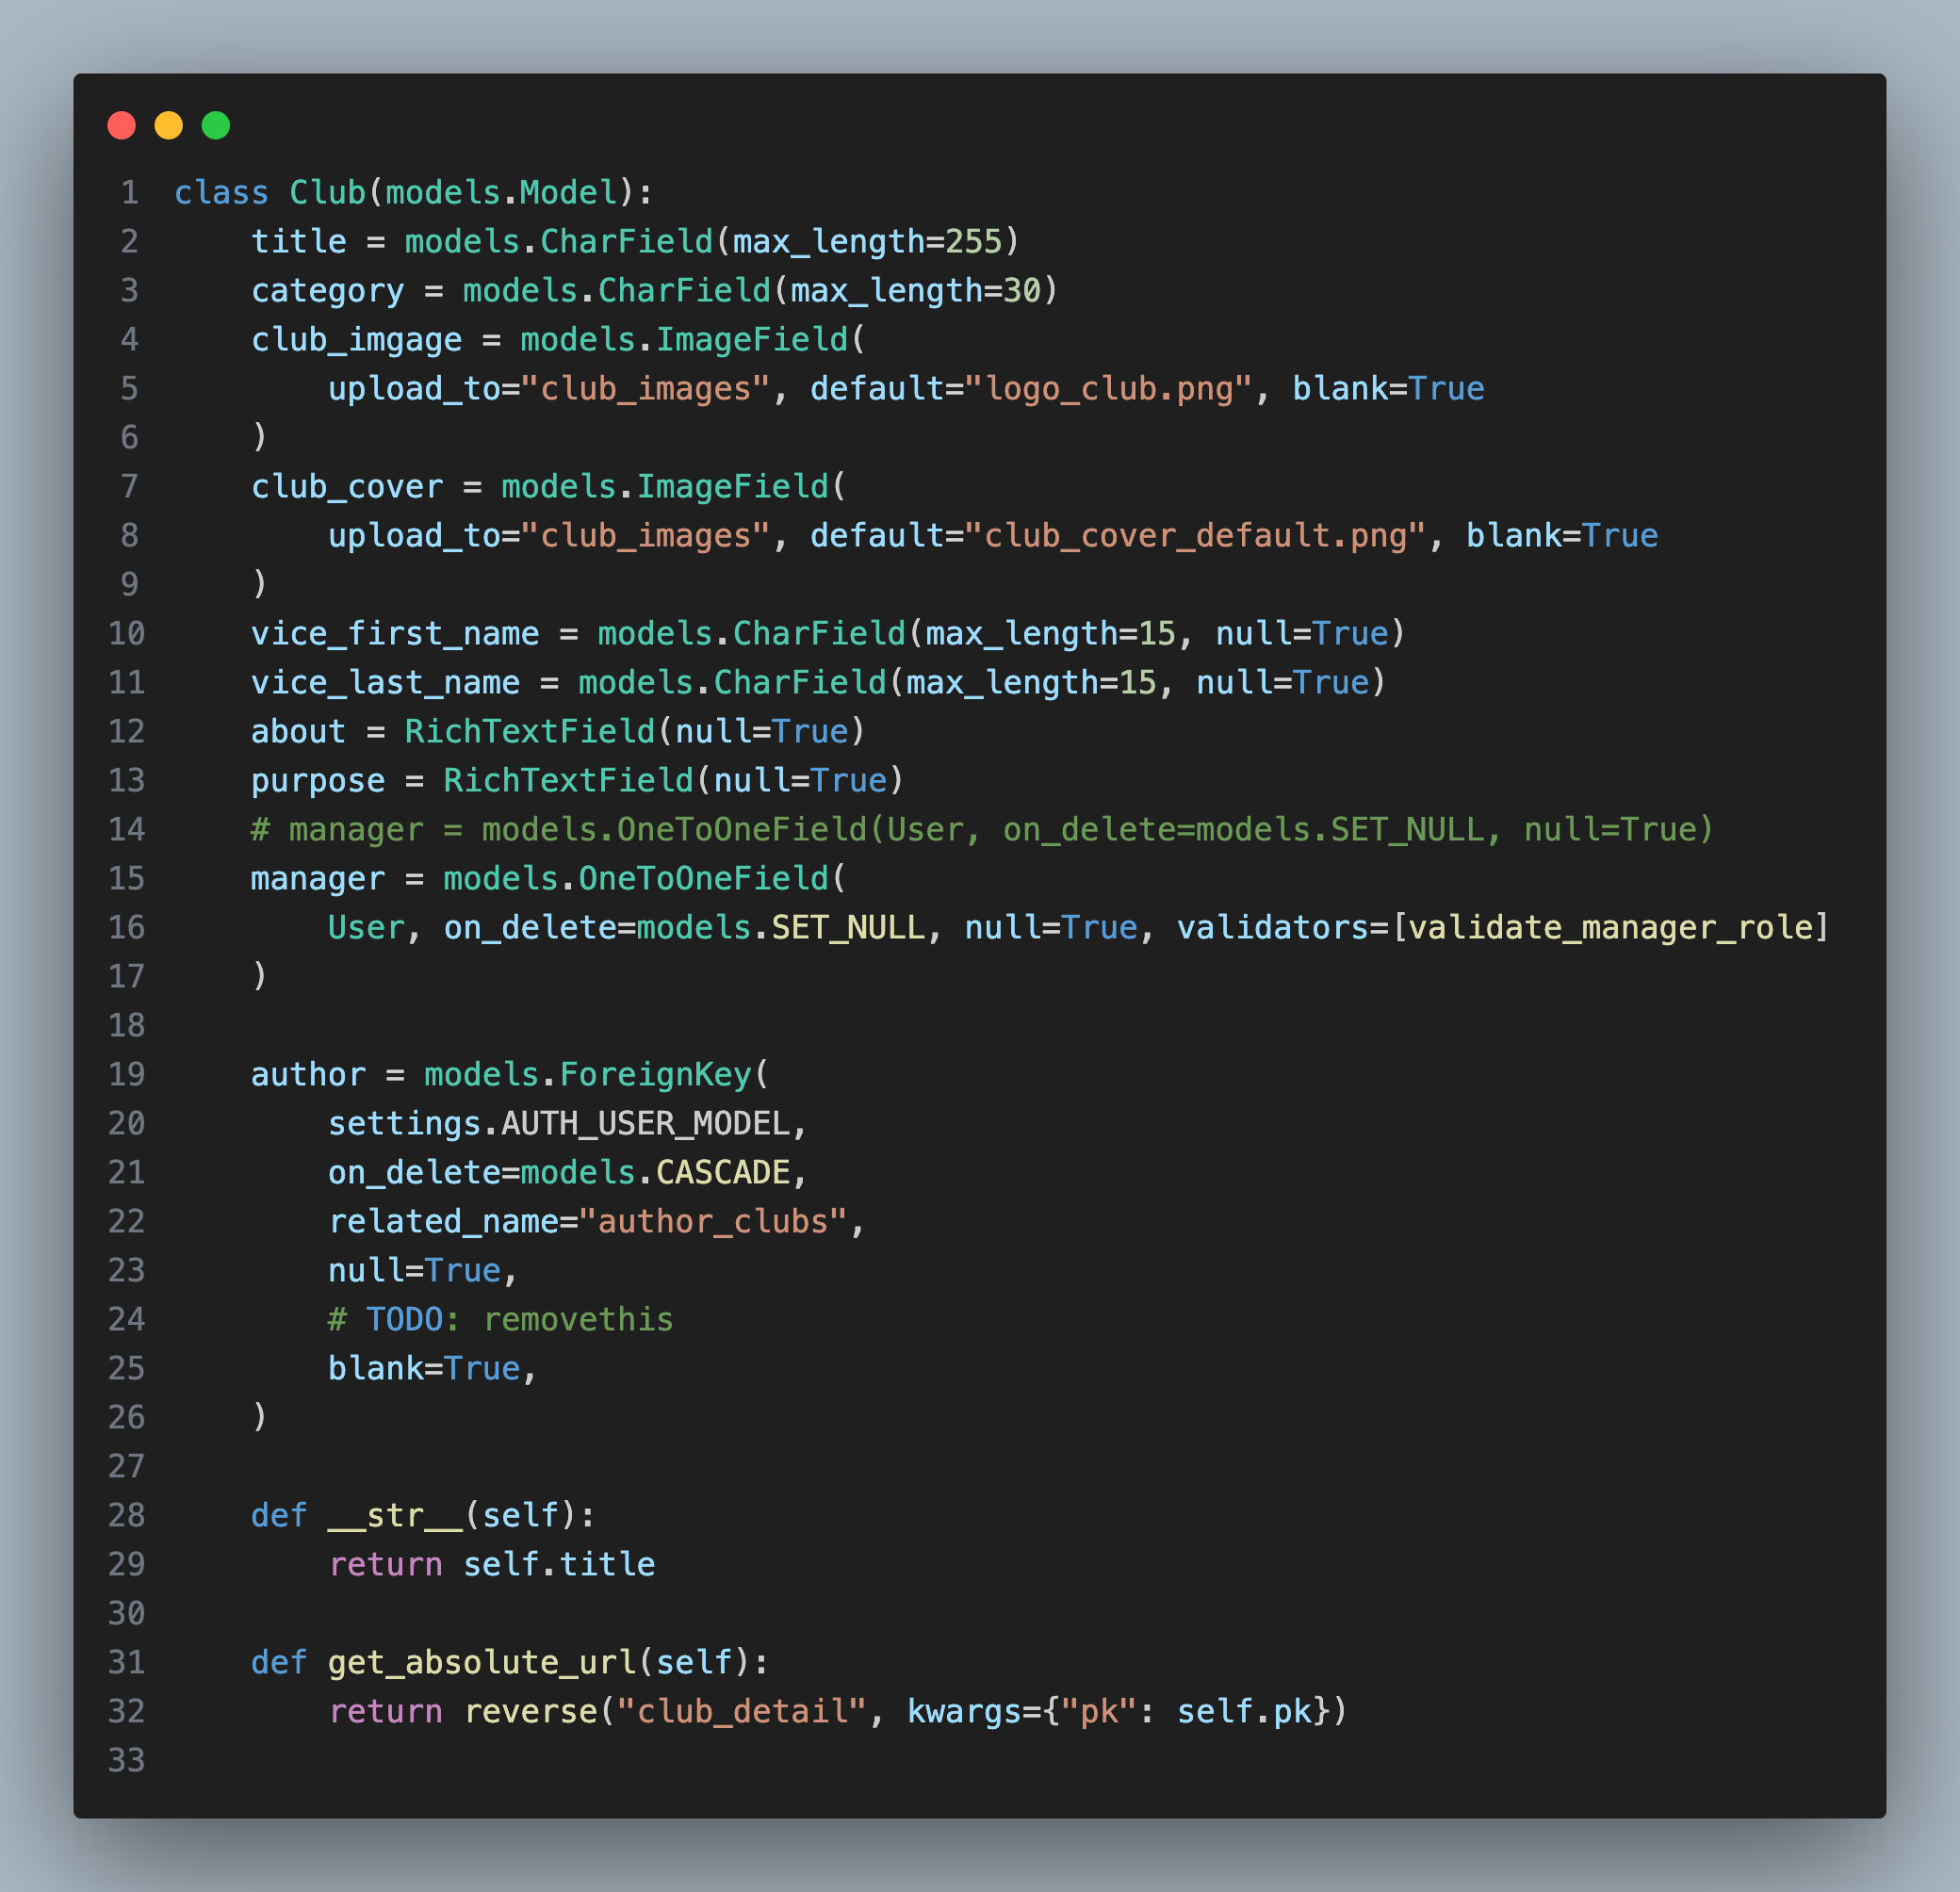 1 class Club(models.Model):
2     title = models.CharField(max_length=255)
3     category = models.CharField(max_length=30)
4     club_imgage = models.ImageField(
5         upload_to="club_images", default="logo_club.png", blank=True
6     )
7     club_cover = models.ImageField(
8         upload_to="club_images", default="club_cover_default.png", blank=True
9     )
10     vice_first_name = models.CharField(max_length=15, null=True)
11     vice_last_name = models.CharField(max_length=15, null=True)
12     about = RichTextField(null=True)
13     purpose = RichTextField(null=True)
14     # manager = models.OneToOneField(User, on_delete=models.SET_NULL, null=True)
15     manager = models.OneToOneField(
16         User, on_delete=models.SET_NULL, null=True, validators=[validate_manager_role]
17     )
18
19     author = models.ForeignKey(
20         settings.AUTH_USER_MODEL,
21         on_delete=models.CASCADE,
22         related_name="author_clubs",
23         null=True,
24         # TODO: removethis
25         blank=True,
26     )
27
28     def __str__(self):
29         return self.title
30
31     def get_absolute_url(self):
32         return reverse("club_detail", kwargs={"pk": self.pk})
33